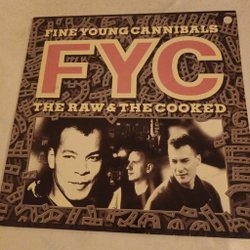 FINE YOUNG CANNIBALS
FYC
THE RAW & THE COOKED